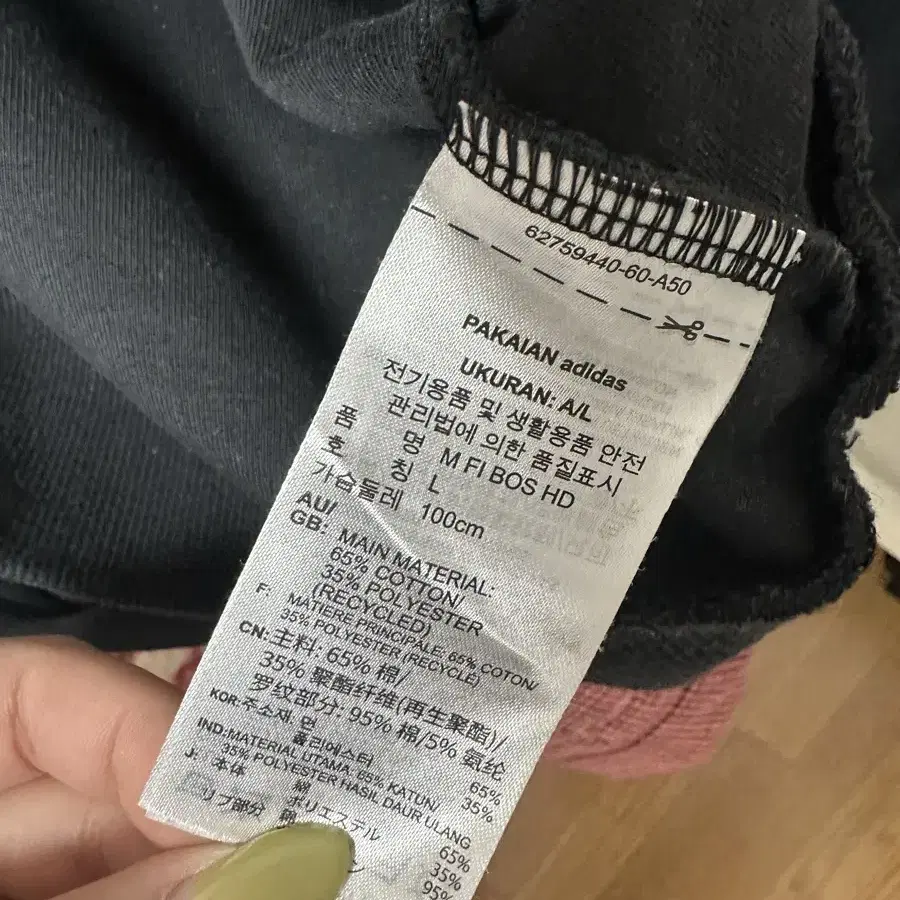 62759440-60-A50
PAKAIAN adidas
UKURAN: A/L
전기용품 및 생활용품 안전
관리법에 의한 품질표시
품 명 M FI BOS HD
호 칭 L
가슴둘레 100cm
AU/
GB: MAIN MATERIAL:
65% COTTON/
35% POLYESTER
(RECYCLED)
F: MATIERE PRINCIPALE: 65% COTON/
35% POLYESTER (RECYCLE)
CN: 主料: 65% 棉/
35% 聚酯纤维(再生聚酯)/
罗纹部分: 95% 棉/5% 氨纶
KOR: 주소재. 면 65%
폴리에스터 35%
IND: MATERIAL UTAMA. 65% KATUN/
35% POLYESTER HASIL DAUR ULANG
J: 本体 綿 65%
ポリエステル 35%
リブ部分 95%